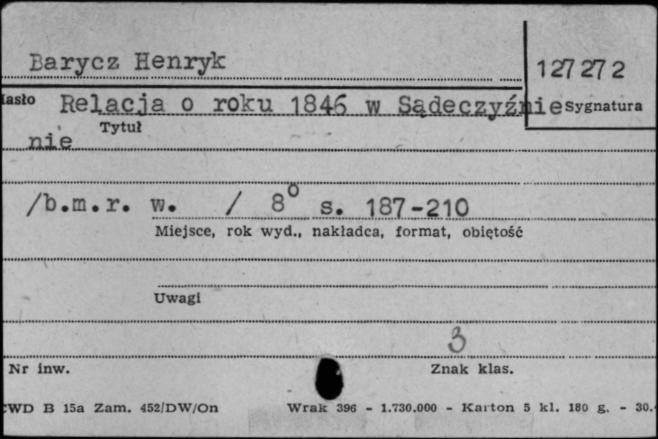 Barycz Henryk
127272
Hasło Relacja o roku 1846 w Sądeczyźnie Sygnatura
Tytuł
nie
/b.m.r. w. / 8° s. 187-210
Miejsce, rok wyd., nakładca, format, obiętość
Uwagi
3
Nr inw. Znak klas.
CWD B 15a Zam. 452/DW/On Wrak 396 - 1.730.000 - Karton 5 kl. 180 g. - 30.